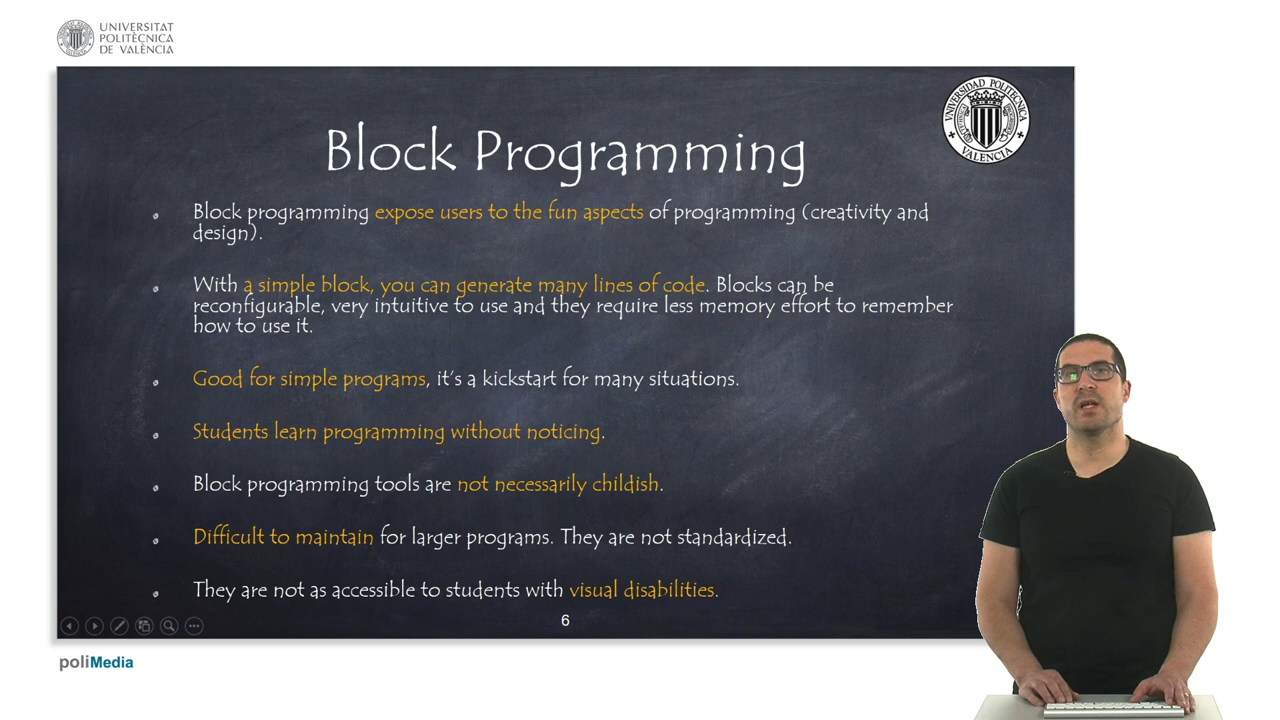 UNIVERSITAT
POLITÈCNICA
DE VALÈNCIA
UNIVERSIDAD POLITECNICA
VALENCIA
Block Programming
Block programming expose users to the fun aspects of programming (creativity and
design).
With a simple block, you can generate many lines of code. Blocks can be
reconfigurable, very intuitive to use and they require less memory effort to remember
how to use it.
Good for simple programs, it's a kickstart for many situations.
Students learn programming without noticing.
Block programming tools are not necessarily childish.
Difficult to maintain for larger programs. They are not standardized.
They are not as accessible to students with visual disabilities.
6
poliMedia